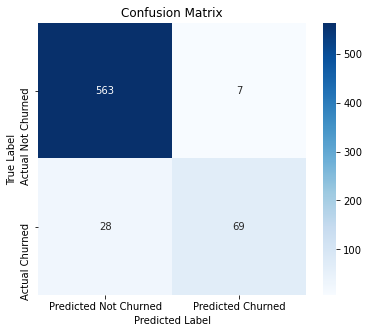 Confusion Matrix
True Label
Actual Not Churned
Actual Churned
563
7
28
69
Predicted Not Churned
Predicted Churned
Predicted Label
500
400
300
200
100